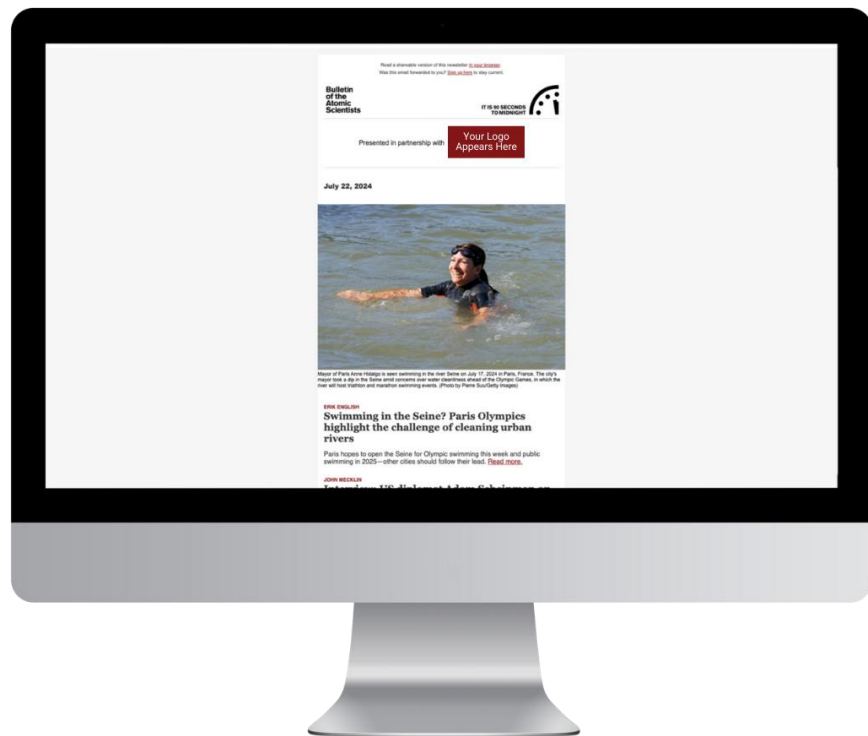 Read a shareable version of this newsletter in your browser.
Was this email forwarded to you? Sign up here to stay current.
Bulletin
of the
Atomic
Scientists
IT IS 90 SECONDS
TO MIDNIGHT
Presented in partnership with
Your Logo
Appears Here
July 22, 2024
Mayor of Paris Anne Hidalgo is seen swimming in the river Seine on July 17, 2024 in Paris, France. The city's
mayor took a dip in the Seine amid concerns over water cleanliness ahead of the Olympic Games, in which the
river will host triathlon and marathon swimming events. (Photo by Pierre Suu/Getty Images)
ERIK ENGLISH
Swimming in the Seine? Paris Olympics
highlight the challenge of cleaning urban
rivers
Paris hopes to open the Seine for Olympic swimming this week and public
swimming in 2025—other cities should follow their lead. Read more.
JOHN MECKLIN
Interview: US diplomat Adam Scheinman on